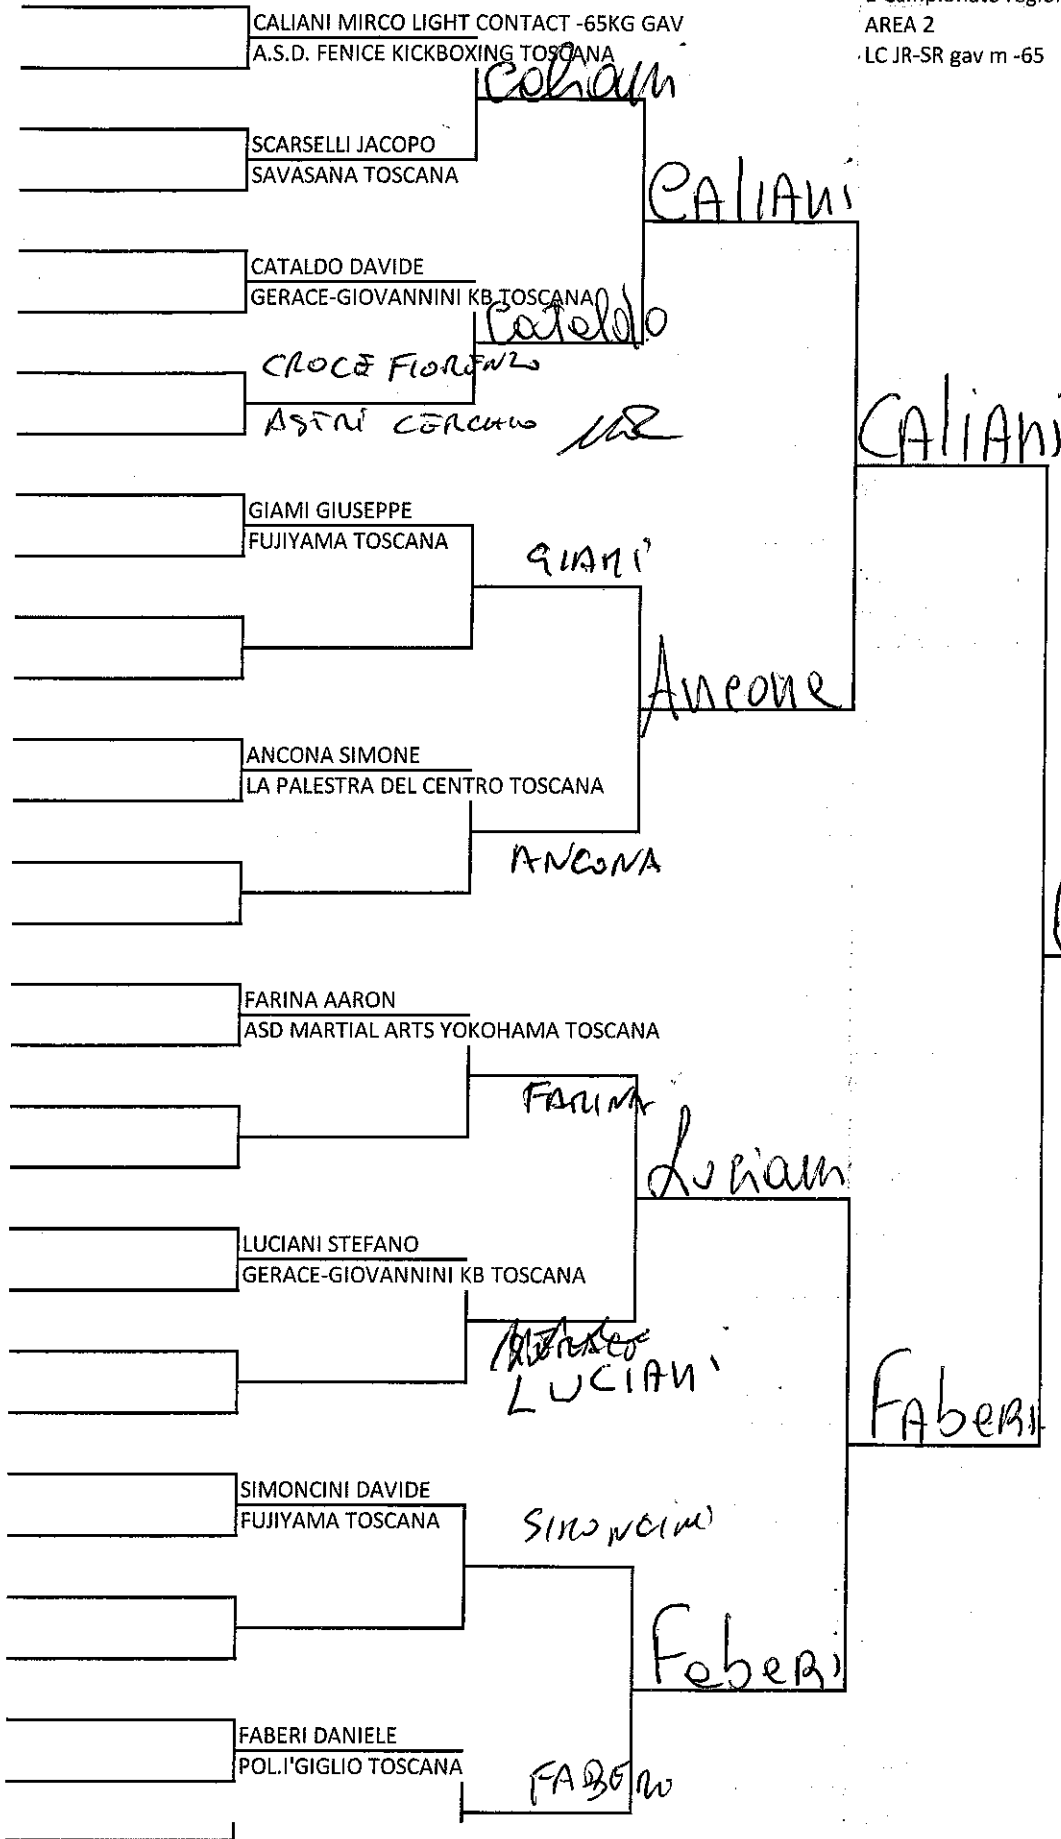 CALIANI MIRCO LIGHT CONTACT -65KG GAV
A.S.D. FENICE KICKBOXING TOSCANA
AREA 2
LC JR-SR gav m -65
Coliani
SCARSELLI JACOPO
SAVASANA TOSCANA
CALIANI
CATALDO DAVIDE
GERACE-GIOVANNINI KB TOSCANA
Cataldo
CROCE FIORENZO
ASTRI
CALIANI
GIAMI GIUSEPPE
FUJIYAMA TOSCANA
GIAMI
Ancone
ANCONA SIMONE
LA PALESTRA DEL CENTRO TOSCANA
ANCONA
FARINA AARON
ASD MARTIAL ARTS YOKOHAMA TOSCANA
FARINA
Luciani
LUCIANI STEFANO
GERACE-GIOVANNINI KB TOSCANA
LUCIANI
FABERI
SIMONCINI DAVIDE
FUJIYAMA TOSCANA
SIMONCINI
Faberi
FABERI DANIELE
POL.I'GIGLIO TOSCANA
FABERI